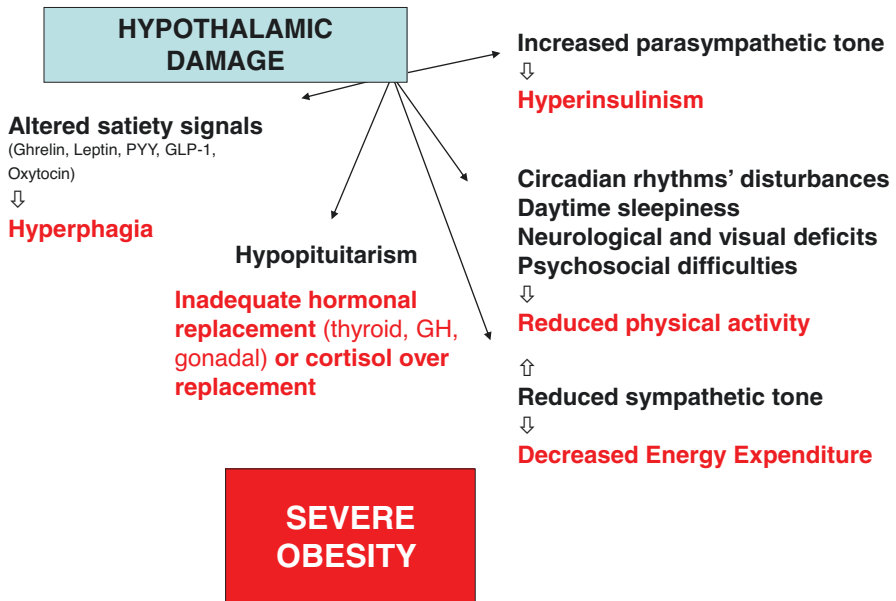 HYPOTHALAMIC
DAMAGE
Increased parasympathetic tone
⇩
Hyperinsulinism
Altered satiety signals
(Ghrelin, Leptin, PYY, GLP-1,
Oxytocin)
⇩
Hyperphagia
Circadian rhythms’ disturbances
Daytime sleepiness
Neurological and visual deficits
Psychosocial difficulties
⇩
Reduced physical activity
⇧
Reduced sympathetic tone
⇩
Decreased Energy Expenditure
Hypopituitarism
Inadequate hormonal
replacement (thyroid, GH,
gonadal) or cortisol over
replacement
SEVERE
OBESITY